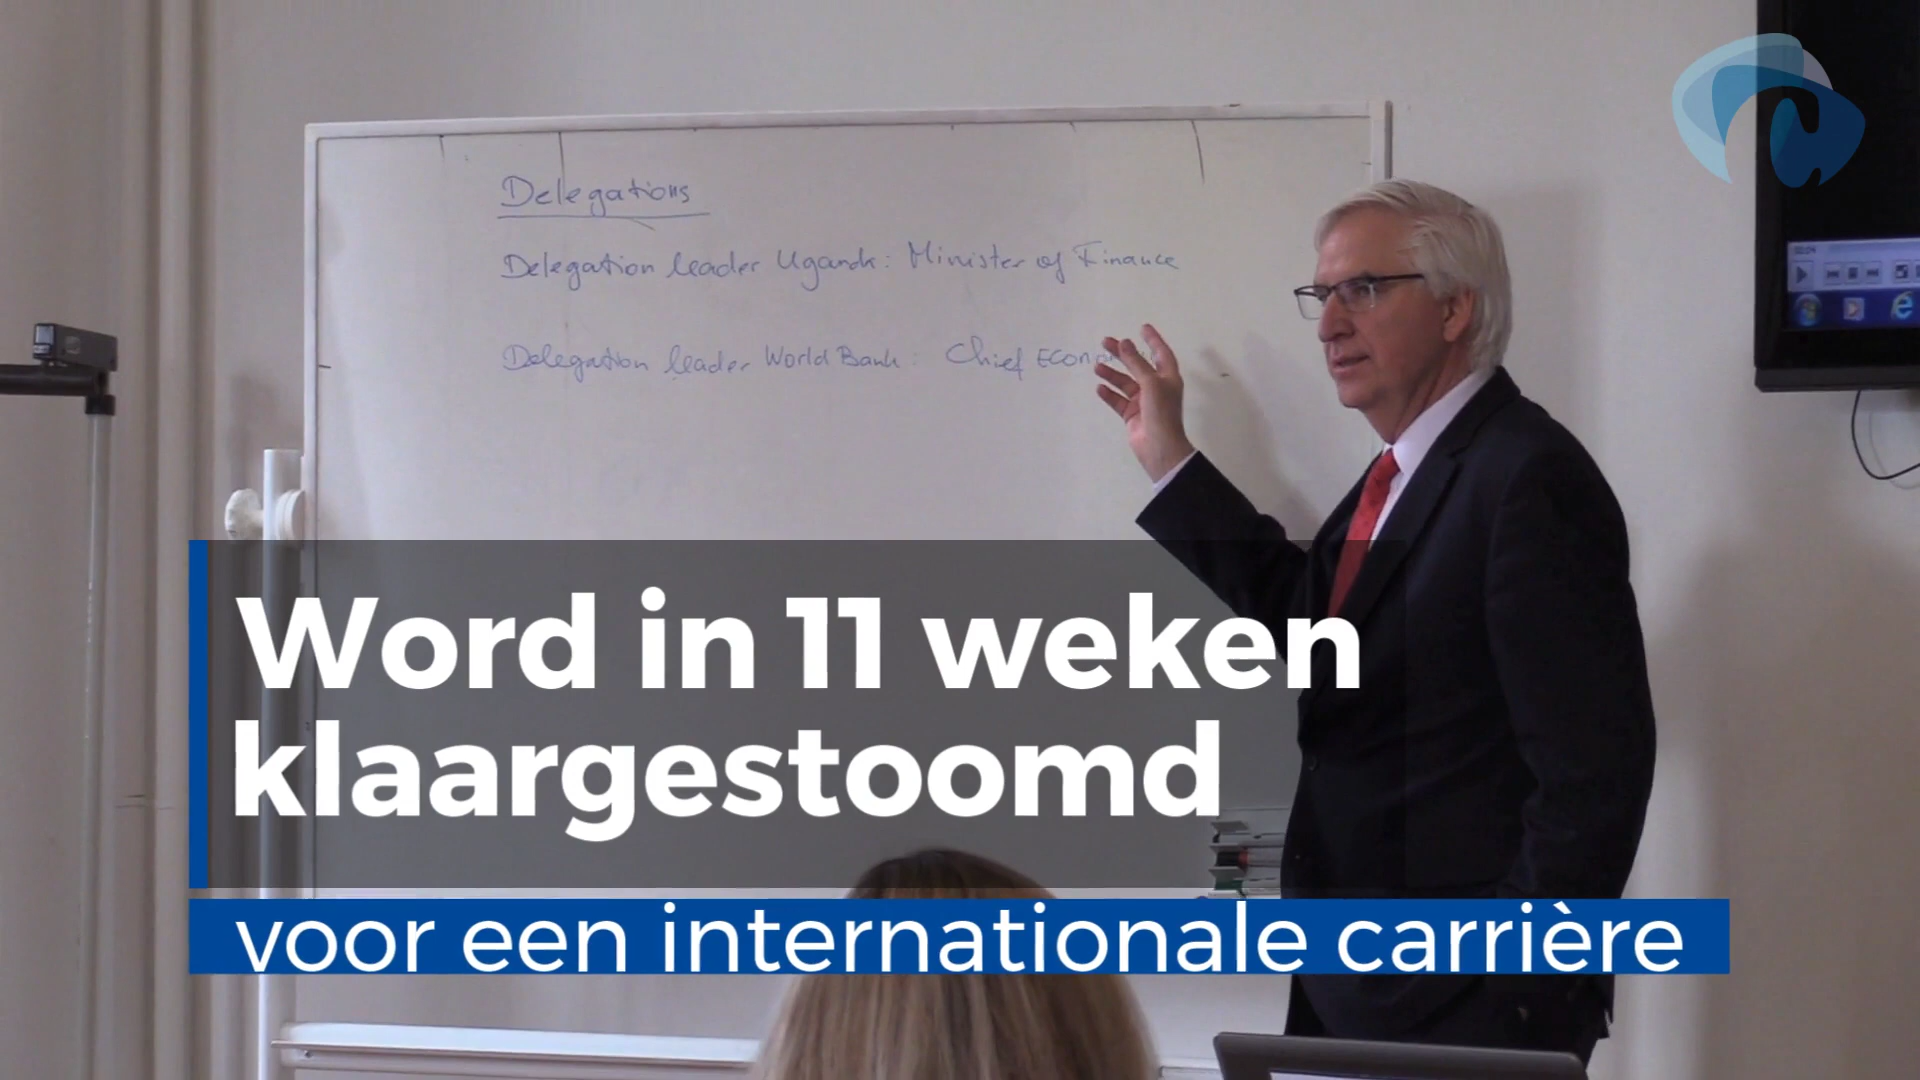 Delegations
Delegation leader Uganda: Minister of Finance
Delegation leader World Bank: Chief
Word in 11 weken
klaargestoomd
voor een internationale carrière